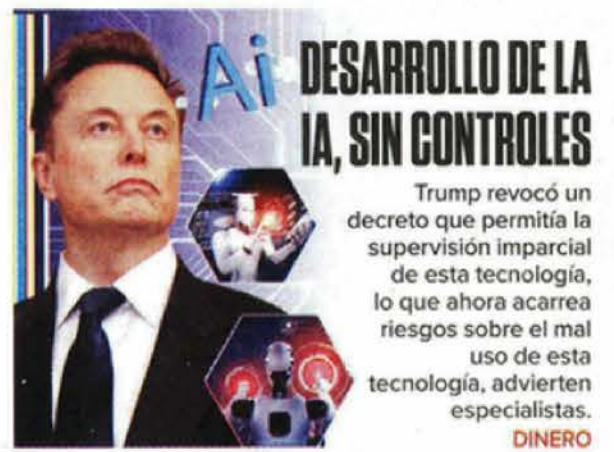 Ai
DESARROLLO DE LA
IA, SIN CONTROLES
Trump revocó un
decreto que permitía la
supervisión imparcial
de esta tecnología,
lo que ahora acarrea
riesgos sobre el mal
uso de esta
tecnología, advierten
especialistas.
DINERO